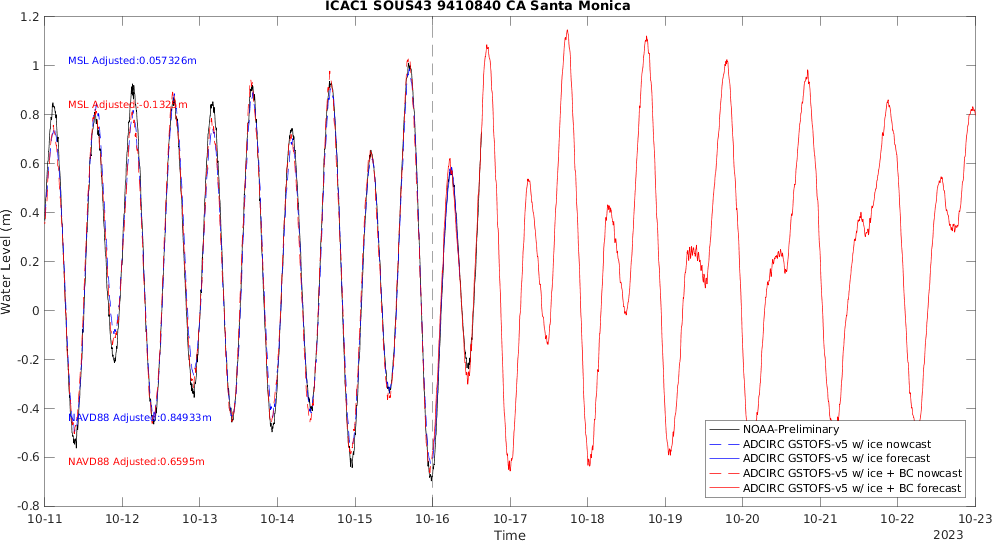 ICAC1 SOUS43 9410840 CA Santa Monica
1.2
1
0.8
0.6
0.4
0.2
0
-0.2
-0.4
-0.6
-0.8
Water Level (m)
MSL Adjusted:0.057326m
NAVD88 Adjusted:0.84933m
NAVD88 Adjusted:0.6595m
NOAA-Preliminary
ADCIRC GSTOFS-v5 w/ ice nowcast
ADCIRC GSTOFS-v5 w/ ice forecast
ADCIRC GSTOFS-v5 w/ ice + BC nowcast
ADCIRC GSTOFS-v5 w/ ice + BC forecast
10-11 10-12 10-13 10-14 10-15 10-16 10-17 10-18 10-19 10-20 10-21 10-22 10-23
Time
2023